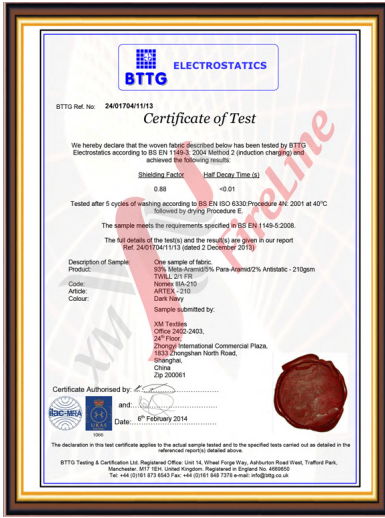 BTTG
ELECTROSTATICS
BTTG Ref. No: 24/01704/11/13
Certificate of Test
We hereby declare that the woven fabric described below has been tested by BTTG
Electrostatics according to BS EN 1149-3: 2004 Method 2 (induction charging) and
achieved the following results:
Shielding Factor Half Decay Time (s)
0.88 <0.01
Tested after 5 cycles of washing according to BS EN ISO 6330:Procedure 4N: 2001 at 40°C
followed by drying Procedure E.
The sample meets the requirements specified in BS EN 1149-5:2008.
The full details of the test(s) and the result(s) are given in our report
Ref. 24/01704/11/13 (dated 2 December 2013)
Description of Sample: One sample of fabric.
Product: 93% Meta-Aramid/5% Para-Aramid/2% Antistatic - 210gsm
TWILL 2/1 FR
Code: Nomex IIIA-210
Article: ARTEX - 210
Colour: Dark Navy
Sample submitted by:
XM Textiles
Office 2402-2403,
24th Floor,
Zhongyi International Commercial Plaza,
1833 Zhongshan North Road,
Shanghai,
China
Zip 200061
Certificate Authorised by:
and:
Date: 6th February 2014
ilac-MRA
UKAS
TESTING
1066
The declaration in this test certificate applies to the actual sample tested and to the specified tests carried out as detailed in the
referenced report(s) detailed above.
BTTG Testing & Certification Ltd. Registered Office: Unit 14, Wheel Forge Way, Ashburton Road West, Trafford Park,
Manchester. M17 1EH. United Kingdom. Registered in England No. 4669650
Tel: +44 (0)161 873 6543 Fax: +44 (0)161 848 7378 e-mail: info@bttg.co.uk
XM FireLine